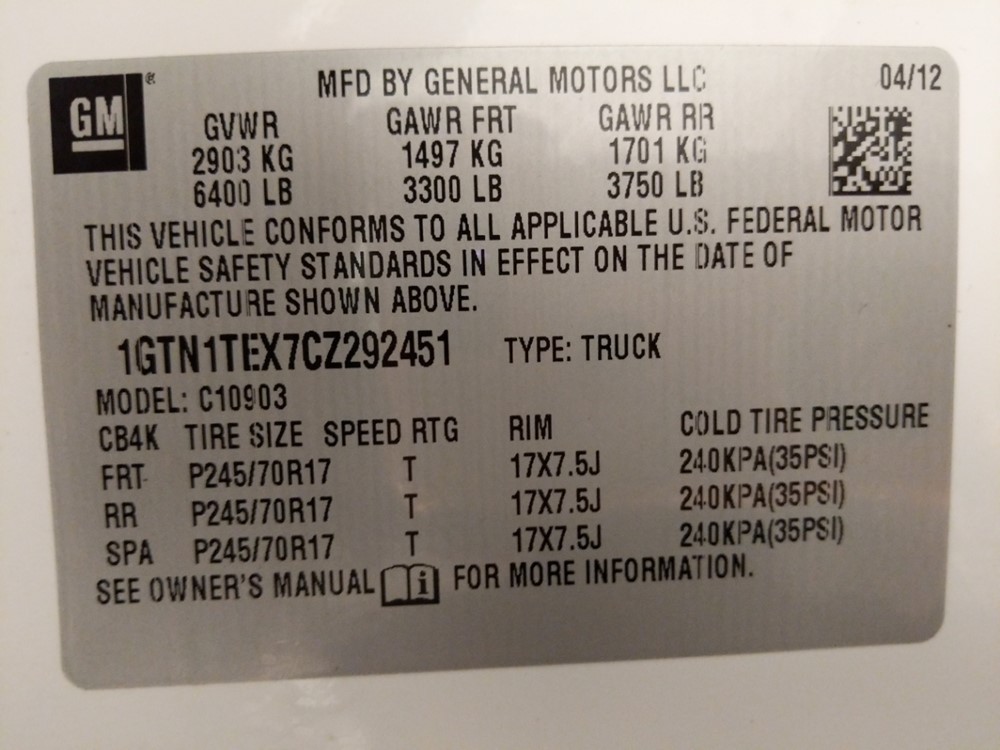 GM®
MFD BY GENERAL MOTORS LLC 04/12
GVWR GAWR FRT GAWR RR
2903 KG 1497 KG 1701 KG
6400 LB 3300 LB 3750 LB
THIS VEHICLE CONFORMS TO ALL APPLICABLE U.S. FEDERAL MOTOR
VEHICLE SAFETY STANDARDS IN EFFECT ON THE DATE OF
MANUFACTURE SHOWN ABOVE.
1GTN1TEX7CZ292451 TYPE: TRUCK
MODEL: C10903
CB4K TIRE SIZE SPEED RTG RIM COLD TIRE PRESSURE
FRT P245/70R17 T 17X7.5J 240KPA(35PSI)
RR P245/70R17 T 17X7.5J 240KPA(35PSI)
SPA P245/70R17 T 17X7.5J 240KPA(35PSI)
SEE OWNER'S MANUAL i FOR MORE INFORMATION.